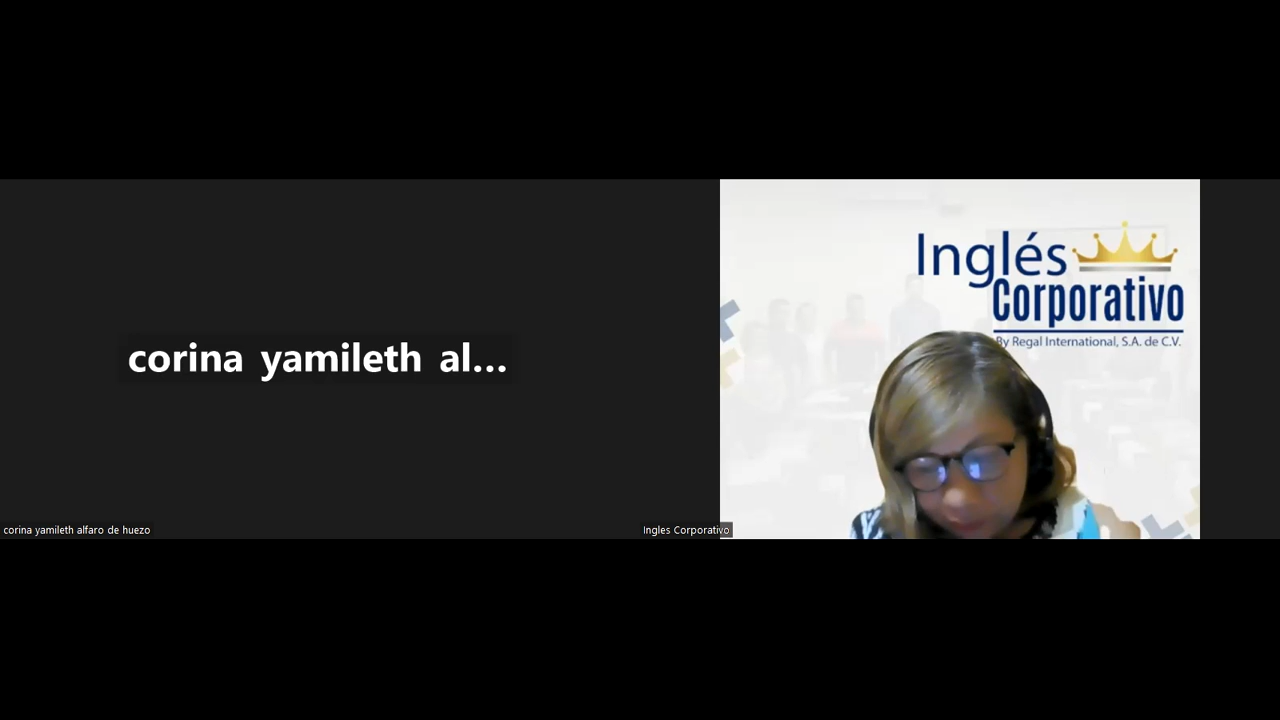 corina yamileth al...
corina yamileth alfaro de huezo
Inglés
Corporativo
By Regal International, S.A. de C.V.
Ingles Corporativo